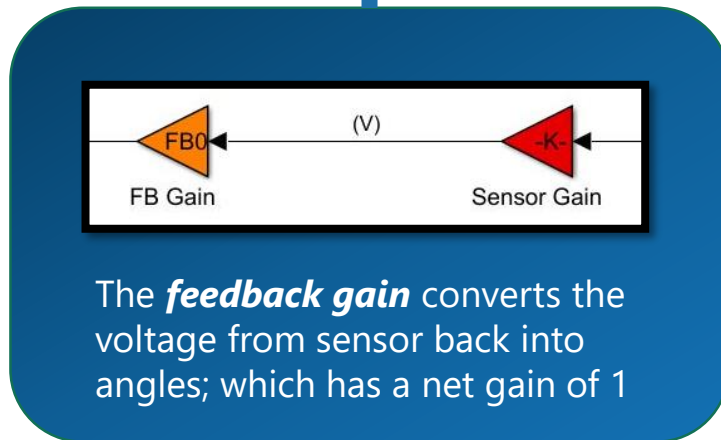 (V)
FB0
-K-
FB Gain
Sensor Gain
The feedback gain converts the
voltage from sensor back into
angles; which has a net gain of 1